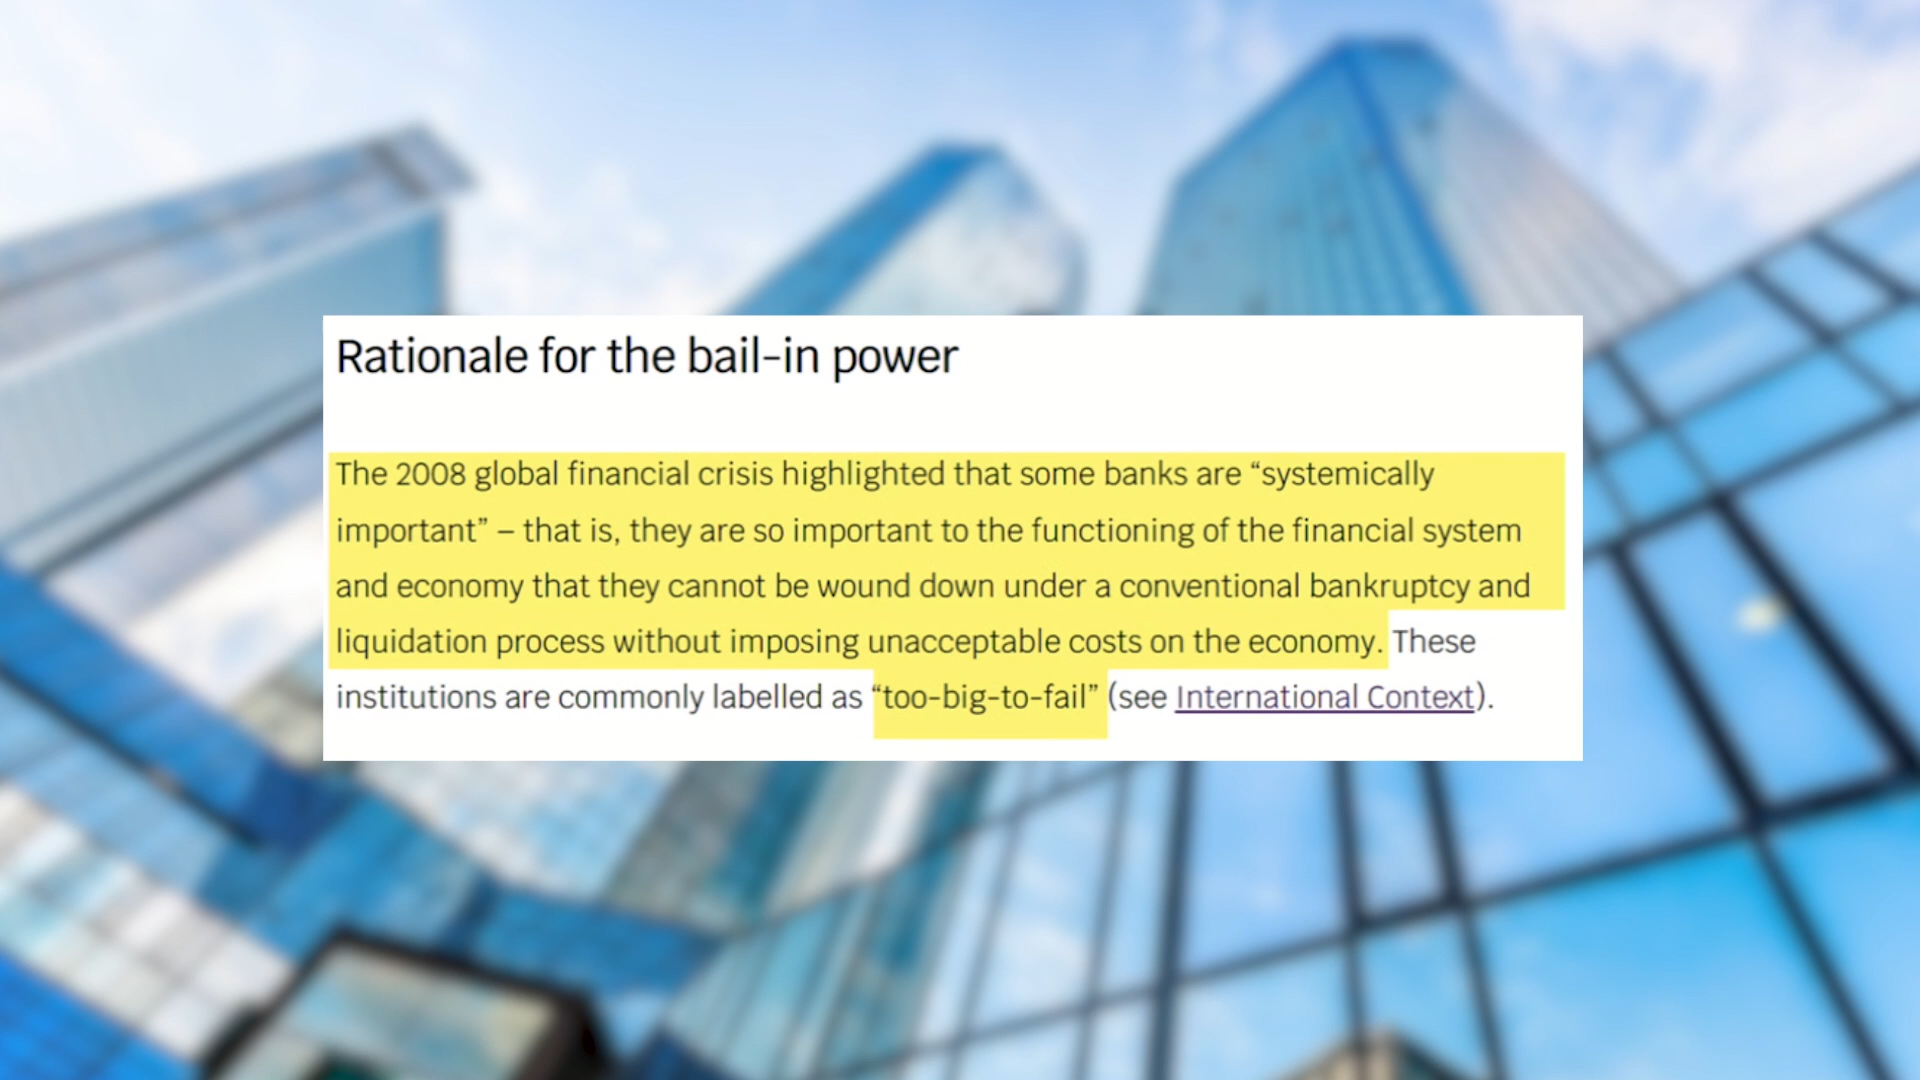 Rationale for the bail-in power
The 2008 global financial crisis highlighted that some banks are “systemically
important” – that is, they are so important to the functioning of the financial system
and economy that they cannot be wound down under a conventional bankruptcy and
liquidation process without imposing unacceptable costs on the economy. These
institutions are commonly labelled as “too-big-to-fail” (see International Context).